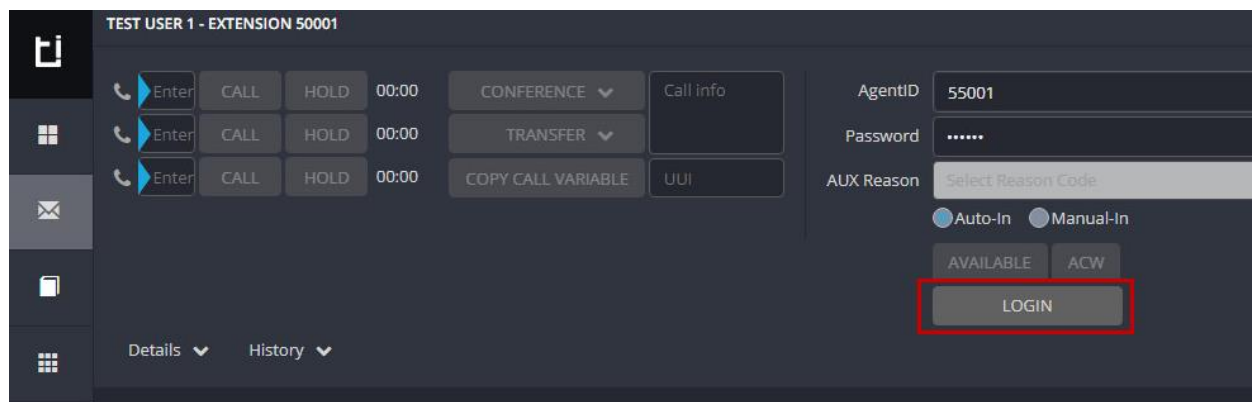 TEST USER 1 - EXTENSION 50001
Enter CALL HOLD 00:00 CONFERENCE Call info
Enter CALL HOLD 00:00 TRANSFER
Enter CALL HOLD 00:00 COPY CALL VARIABLE UUI
AgentID 55001
Password ••••••
AUX Reason Select Reason Code
Auto-In Manual-In
AVAILABLE ACW
LOGIN
Details History